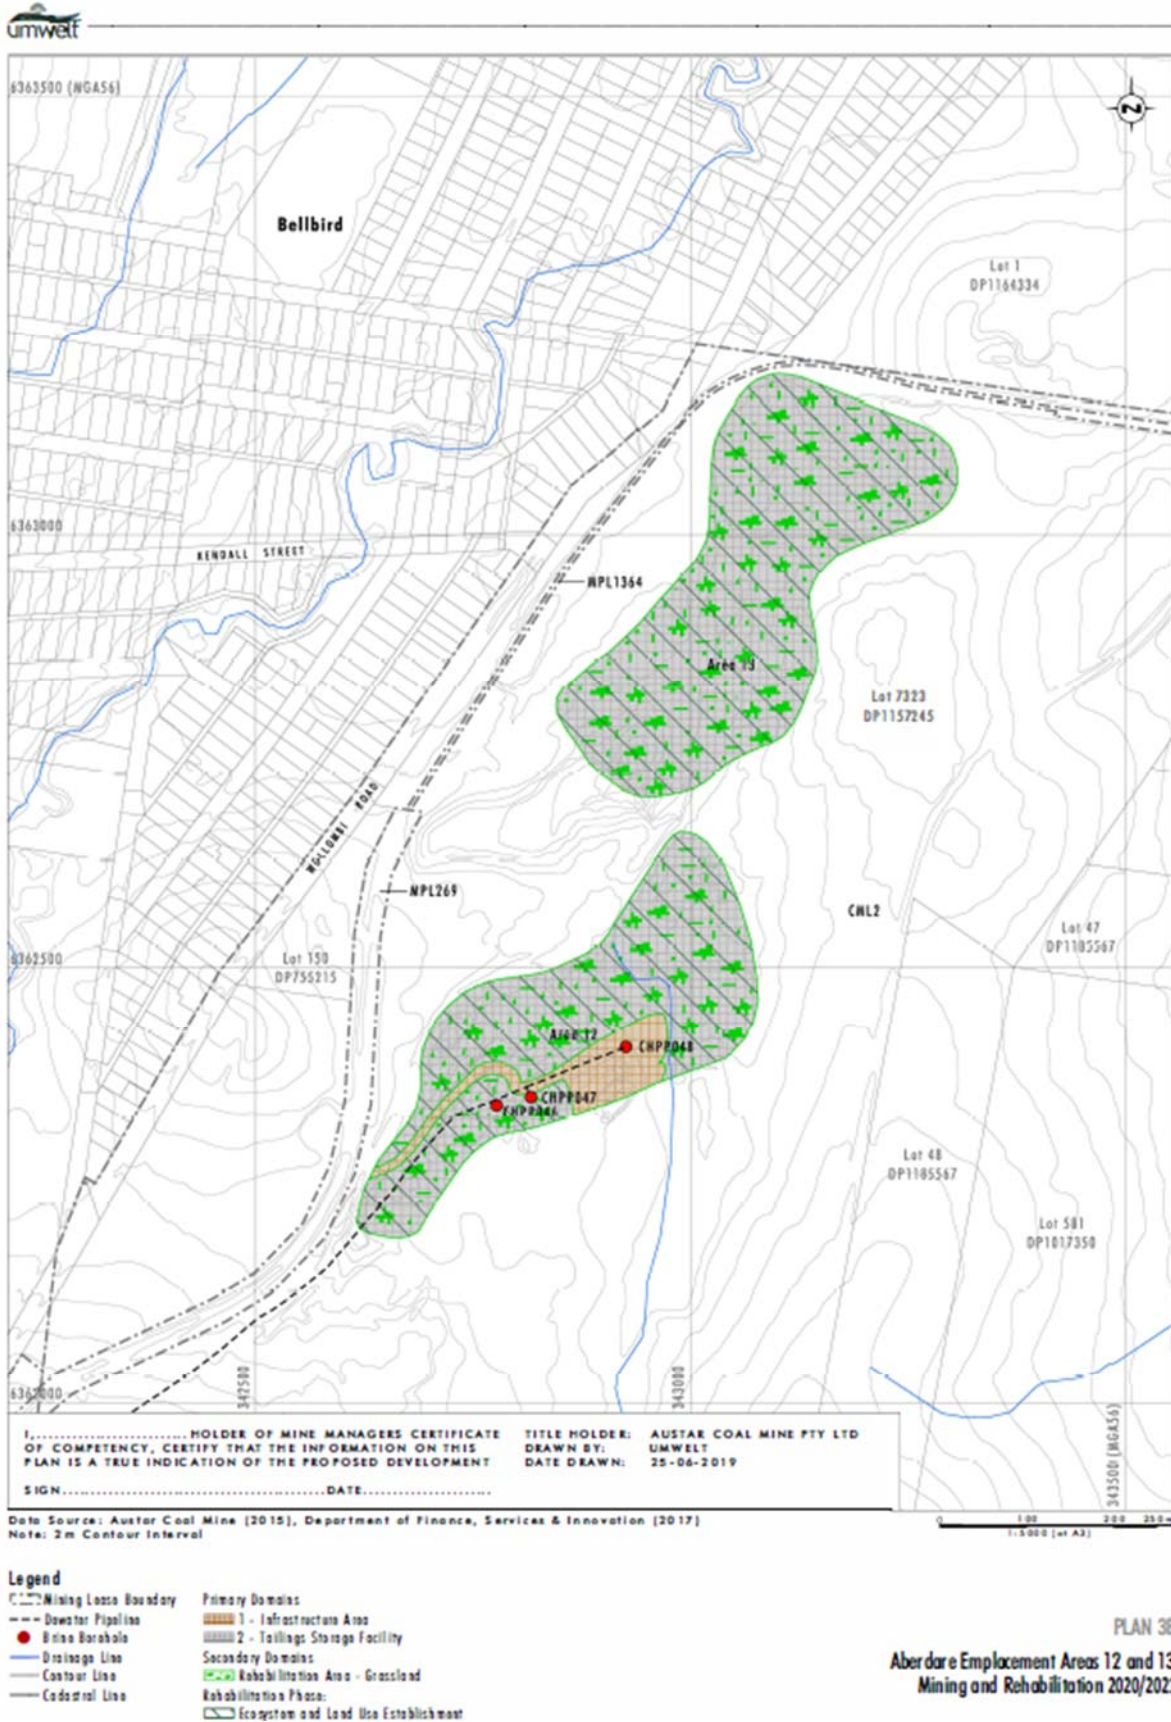 umwelt
6363500 (MGA56)
Bellbird
Lot 1
DP1164334
6363000
KENDALL STREET
MPL1364
Area 13
Lot 7323
DP1157245
WOLLOMBI ROAD
MPL269
CML2
Lot 47
DP1185567
6362500
Lot 150
DP755215
Area 12
CHPP048
CHPP047
CHPP046
Lot 48
DP1185567
Lot 581
DP1017350
6362000
342500
343000
343500 (MGA56)
I,......................... HOLDER OF MINE MANAGERS CERTIFICATE
OF COMPETENCY, CERTIFY THAT THE INFORMATION ON THIS
PLAN IS A TRUE INDICATION OF THE PROPOSED DEVELOPMENT
SIGN.............................................DATE......................
TITLE HOLDER: AUSTAR COAL MINE PTY LTD
DRAWN BY: UMWELT
DATE DRAWN: 25-06-2019
Data Source: Austar Coal Mine (2015), Department of Finance, Services & Innovation (2017)
Note: 2m Contour Interval
0 100 200 250
1:5000 (at A3)
Legend
Mining Lease Boundary
Dewater Pipeline
Brine Borehole
Drainage Line
Contour Line
Cadastral Line
Primary Domains
1 - Infrastructure Area
2 - Tailings Storage Facility
Secondary Domains
Rehabilitation Area - Grassland
Rehabilitation Phase:
Ecosystem and Land Use Establishment
PLAN 3B
Aberdare Emplacement Areas 12 and 13
Mining and Rehabilitation 2020/202